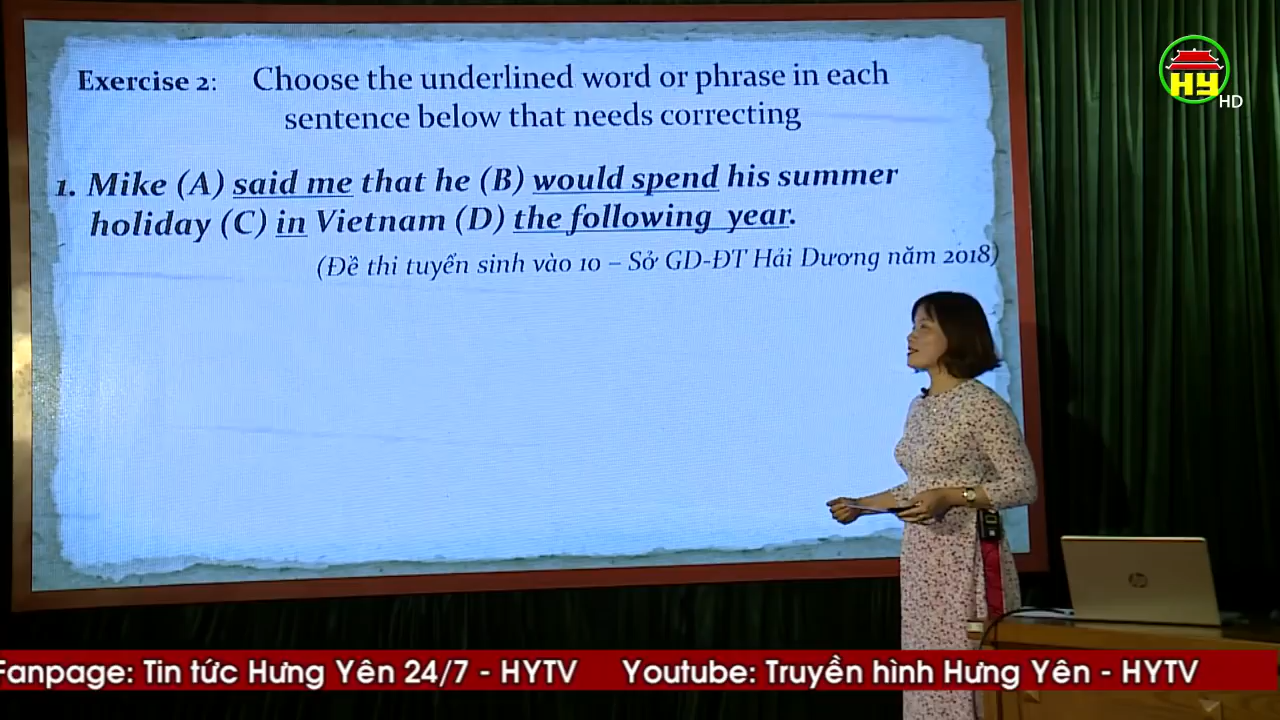 Exercise 2: Choose the underlined word or phrase in each
sentence below that needs correcting
1. Mike (A) said me that he (B) would spend his summer
holiday (C) in Vietnam (D) the following year.
(Đề thi tuyển sinh vào 10 – Sở GD-ĐT Hải Dương năm 2018)
HY
HD
hp
Fanpage: Tin tức Hưng Yên 24/7 - HYTV Youtube: Truyền hình Hưng Yên - HYTV